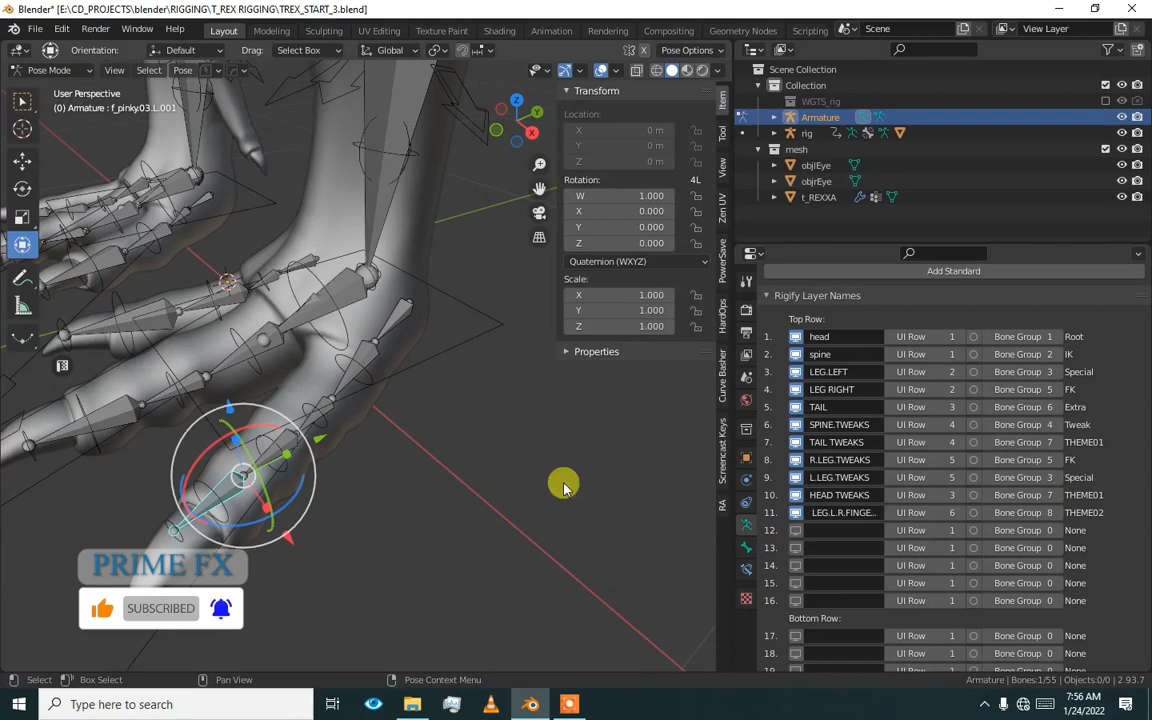 Blender* [E:\CD_PROJECTS\blender\RIGGING\T_REX RIGGING\TREX_START_3.blend]
File Edit Render Window Help Layout Modeling Sculpting UV Editing Texture Paint Shading Animation Rendering Compositing Geometry Nodes Scripting Scene View Layer
Orientation: Default Drag: Select Box Global Pose Options
Pose Mode View Select Pose
User Perspective
(0) Armature : f_pinky.03.L.001
Z
Y
X
Transform
Location:
X 0 m
Y 0 m
Z 0 m
Rotation: 4L
W 1.000
X 0.000
Y 0.000
Z 0.000
Quaternion (WXYZ)
Scale:
X 1.000
Y 1.000
Z 1.000
Properties
Item
Tool
View
Zen UV
PowerSave
HardOps
Curve Basher
Screencast Keys
RA
Scene Collection
Collection
WGTS_rig
Armature
rig
mesh
objlEye
objrEye
t_REXXA
Add Standard
Rigify Layer Names
Top Row:
1. head UI Row 1 Bone Group 1 Root
2. spine UI Row 1 Bone Group 2 IK
3. LEG.LEFT UI Row 2 Bone Group 3 Special
4. LEG RIGHT UI Row 2 Bone Group 5 FK
5. TAIL UI Row 3 Bone Group 6 Extra
6. SPINE.TWEAKS UI Row 4 Bone Group 4 Tweak
7. TAIL TWEAKS UI Row 4 Bone Group 7 THEME01
8. R.LEG.TWEAKS UI Row 5 Bone Group 5 FK
9. L.LEG.TWEAKS UI Row 5 Bone Group 3 Special
10. HEAD TWEAKS UI Row 3 Bone Group 7 THEME01
11. LEG.L.R.FINGE... UI Row 6 Bone Group 8 THEME02
12. UI Row 1 Bone Group 0 None
13. UI Row 1 Bone Group 0 None
14. UI Row 1 Bone Group 0 None
15. UI Row 1 Bone Group 0 None
16. UI Row 1 Bone Group 0 None
Bottom Row:
17. UI Row 1 Bone Group 0 None
18. UI Row 1 Bone Group 0 None
19. UI Row 1 Bone Group 0 None
PRIME FX
SUBSCRIBED
Select Box Select Pan View Pose Context Menu Armature | Bones:1/55 | Objects:0/0 | 2.93.7
Type here to search
7:56 AM
1/24/2022